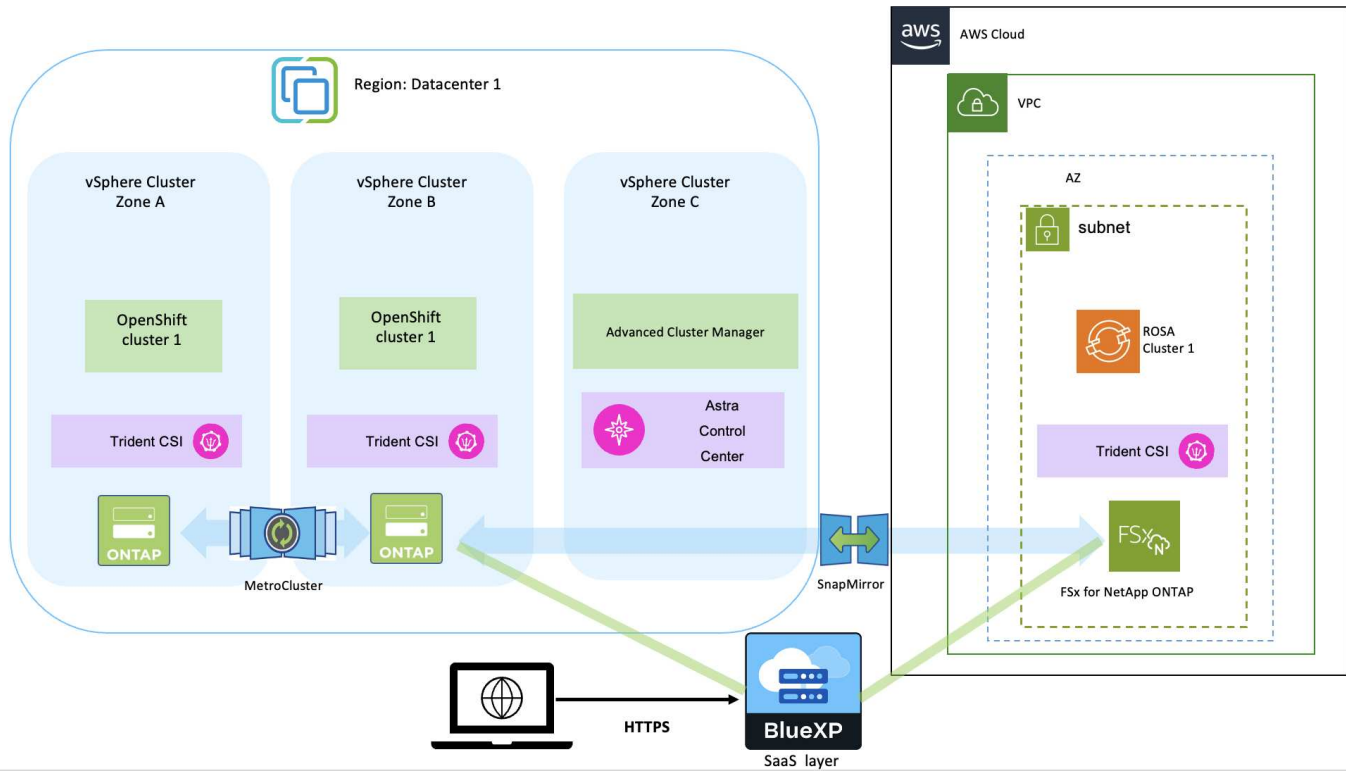 aws
AWS Cloud
Region: Datacenter 1
VPC
vSphere Cluster
Zone A
vSphere Cluster
Zone B
vSphere Cluster
Zone C
AZ
subnet
OpenShift
cluster 1
OpenShift
cluster 1
Advanced Cluster Manager
ROSA
Cluster 1
Trident CSI
Trident CSI
Astra
Control
Center
Trident CSI
ONTAP
MetroCluster
ONTAP
SnapMirror
FSx
N
FSx for NetApp ONTAP
HTTPS
BlueXP
SaaS layer